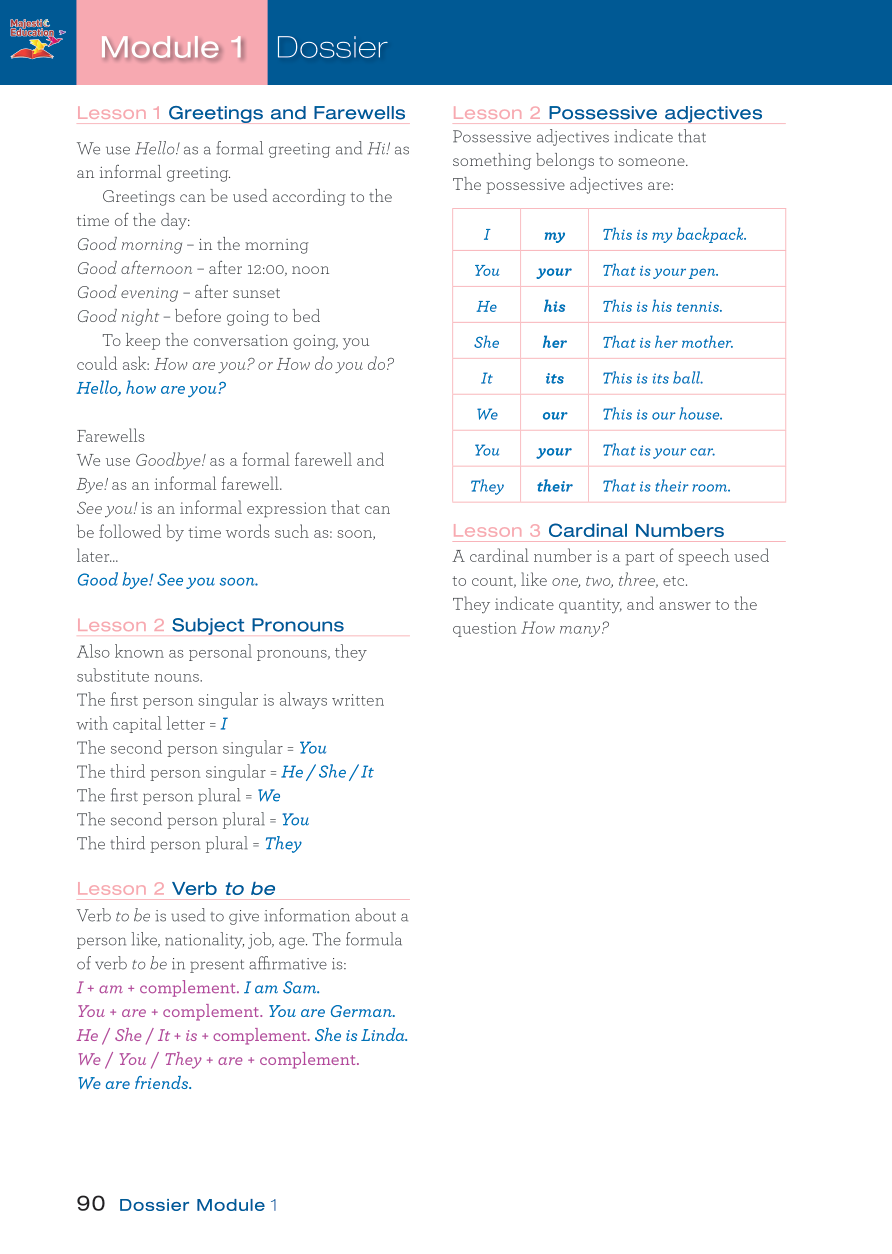 Majestic
Education
Module 1
Dossier
Lesson 1 Greetings and Farewells
We use Hello! as a formal greeting and Hi! as
an informal greeting.
Greetings can be used according to the
time of the day:
Good morning – in the morning
Good afternoon – after 12:00, noon
Good evening – after sunset
Good night – before going to bed
To keep the conversation going, you
could ask: How are you? or How do you do?
Hello, how are you?
Farewells
We use Goodbye! as a formal farewell and
Bye! as an informal farewell.
See you! is an informal expression that can
be followed by time words such as: soon,
later...
Good bye! See you soon.
Lesson 2 Subject Pronouns
Also known as personal pronouns, they
substitute nouns.
The first person singular is always written
with capital letter = I
The second person singular = You
The third person singular = He / She / It
The first person plural = We
The second person plural = You
The third person plural = They
Lesson 2 Verb to be
Verb to be is used to give information about a
person like, nationality, job, age. The formula
of verb to be in present affirmative is:
I + am + complement. I am Sam.
You + are + complement. You are German.
He / She / It + is + complement. She is Linda.
We / You / They + are + complement.
We are friends.
Lesson 2 Possessive adjectives
Possessive adjectives indicate that
something belongs to someone.
The possessive adjectives are:
I my This is my backpack.
You your That is your pen.
He his This is his tennis.
She her That is her mother.
It its This is its ball.
We our This is our house.
You your That is your car.
They their That is their room.
Lesson 3 Cardinal Numbers
A cardinal number is a part of speech used
to count, like one, two, three, etc.
They indicate quantity, and answer to the
question How many?
90 Dossier Module 1